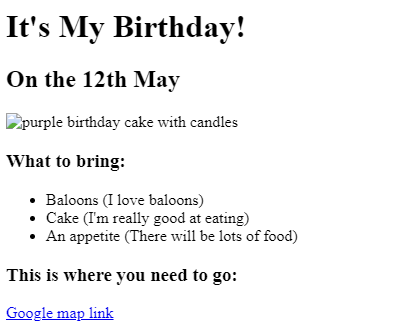 It's My Birthday!
On the 12th May
purple birthday cake with candles
What to bring:
Baloons (I love baloons)
Cake (I'm really good at eating)
An appetite (There will be lots of food)
This is where you need to go:
Google map link